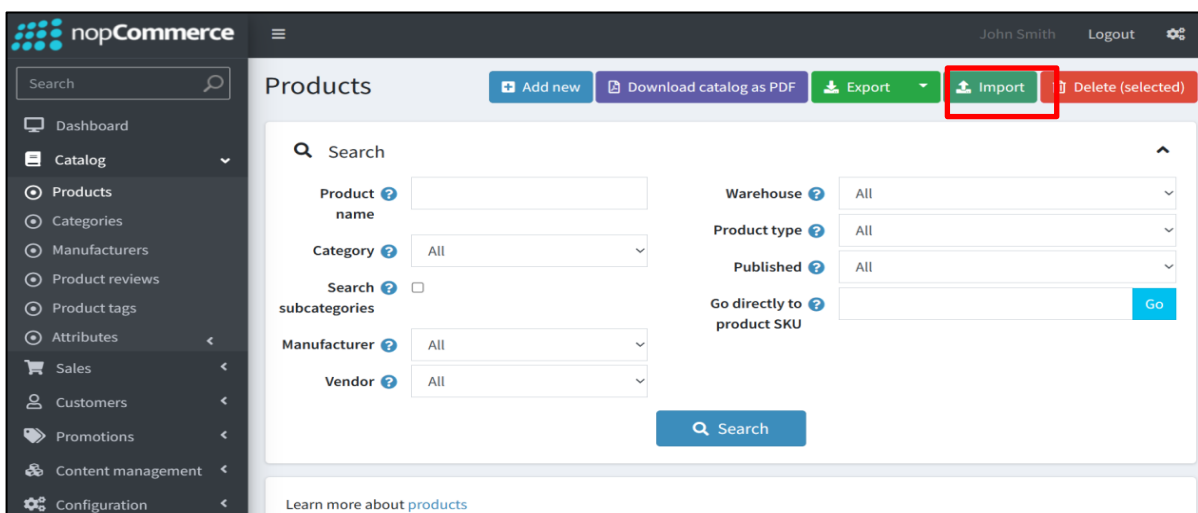 nopCommerce
John Smith Logout
Search
Products
Add new
Download catalog as PDF
Export
Import
Delete (selected)
Dashboard
Catalog
Products
Categories
Manufacturers
Product reviews
Product tags
Attributes
Sales
Customers
Promotions
Content management
Configuration
Search
Product
name
Category All
Search
subcategories
Manufacturer All
Vendor All
Warehouse All
Product type All
Published All
Go directly to
product SKU
Go
Search
Learn more about products